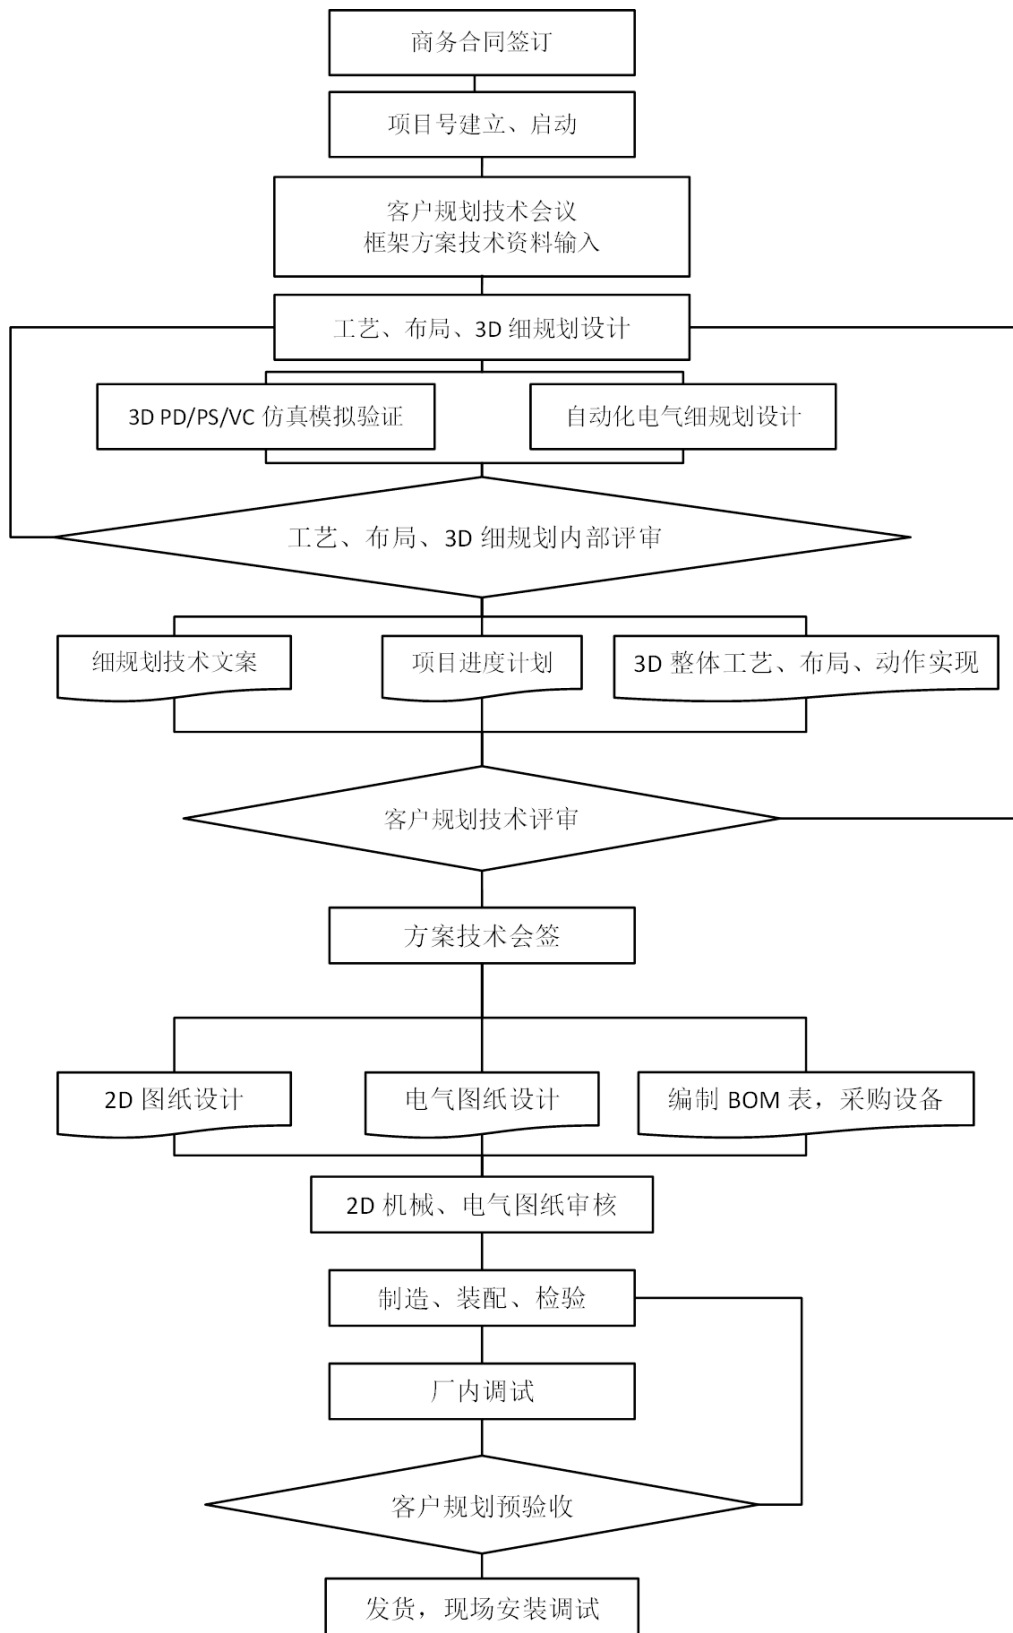 商务合同签订
项目号建立、启动
客户规划技术会议
框架方案技术资料输入
工艺、布局、3D 细规划设计
3D PD/PS/VC 仿真模拟验证
自动化电气细规划设计
工艺、布局、3D 细规划内部评审
细规划技术文案
项目进度计划
3D 整体工艺、布局、动作实现
客户规划技术评审
方案技术会签
2D 图纸设计
电气图纸设计
编制 BOM 表，采购设备
2D 机械、电气图纸审核
制造、装配、检验
厂内调试
客户规划预验收
发货，现场安装调试